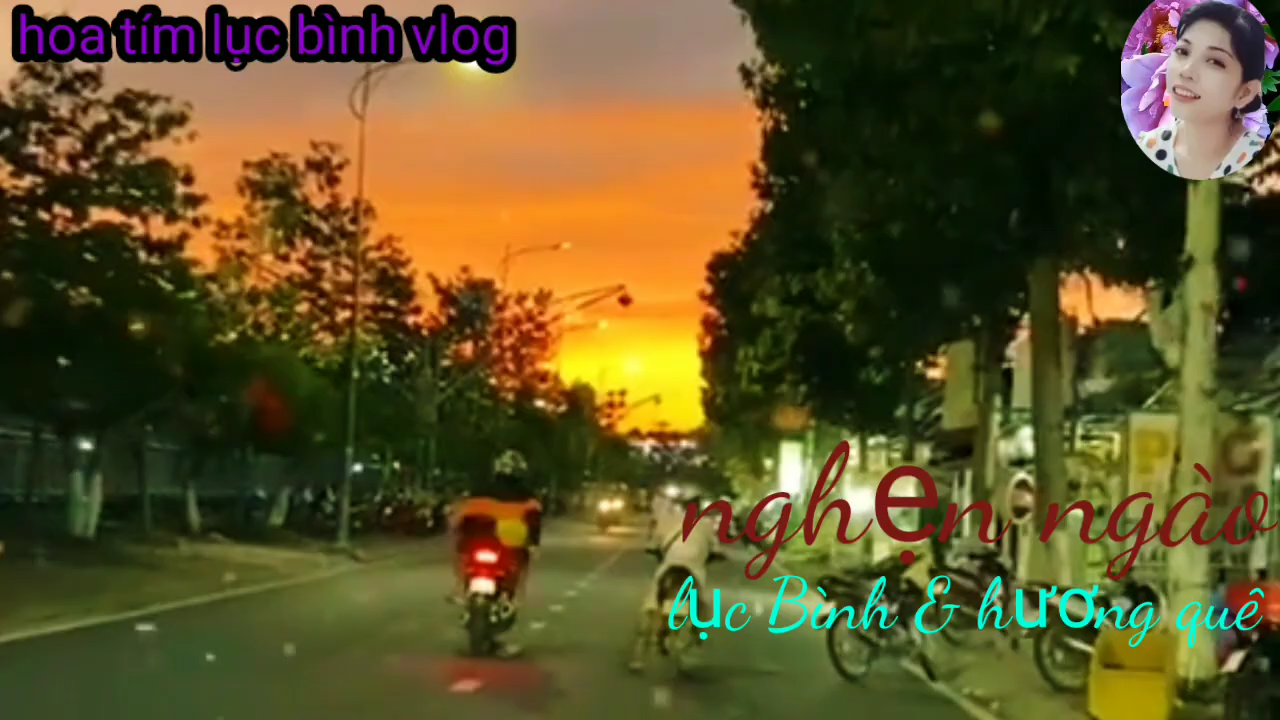 hoa tím lục bình vlog
nghẹn ngào
lục Bình & hương quê